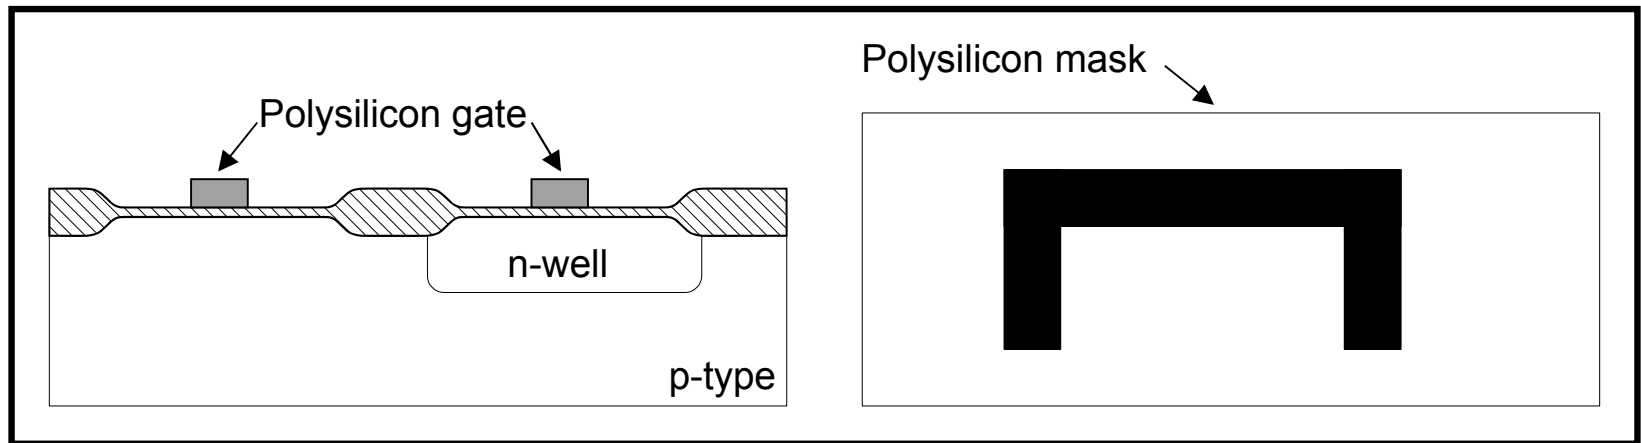 Polysilicon mask
Polysilicon gate
n-well
p-type